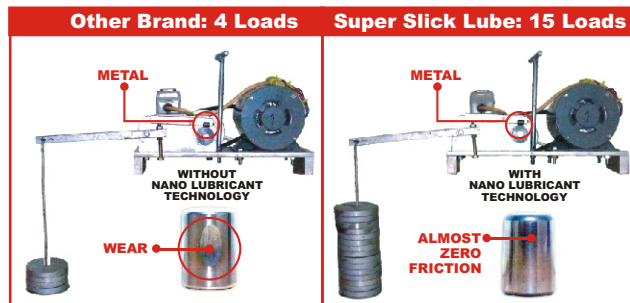 Other Brand: 4 Loads
METAL
WITHOUT
NANO LUBRICANT
TECHNOLOGY
WEAR
Super Slick Lube: 15 Loads
METAL
WITH
NANO LUBRICANT
TECHNOLOGY
ALMOST
ZERO
FRICTION